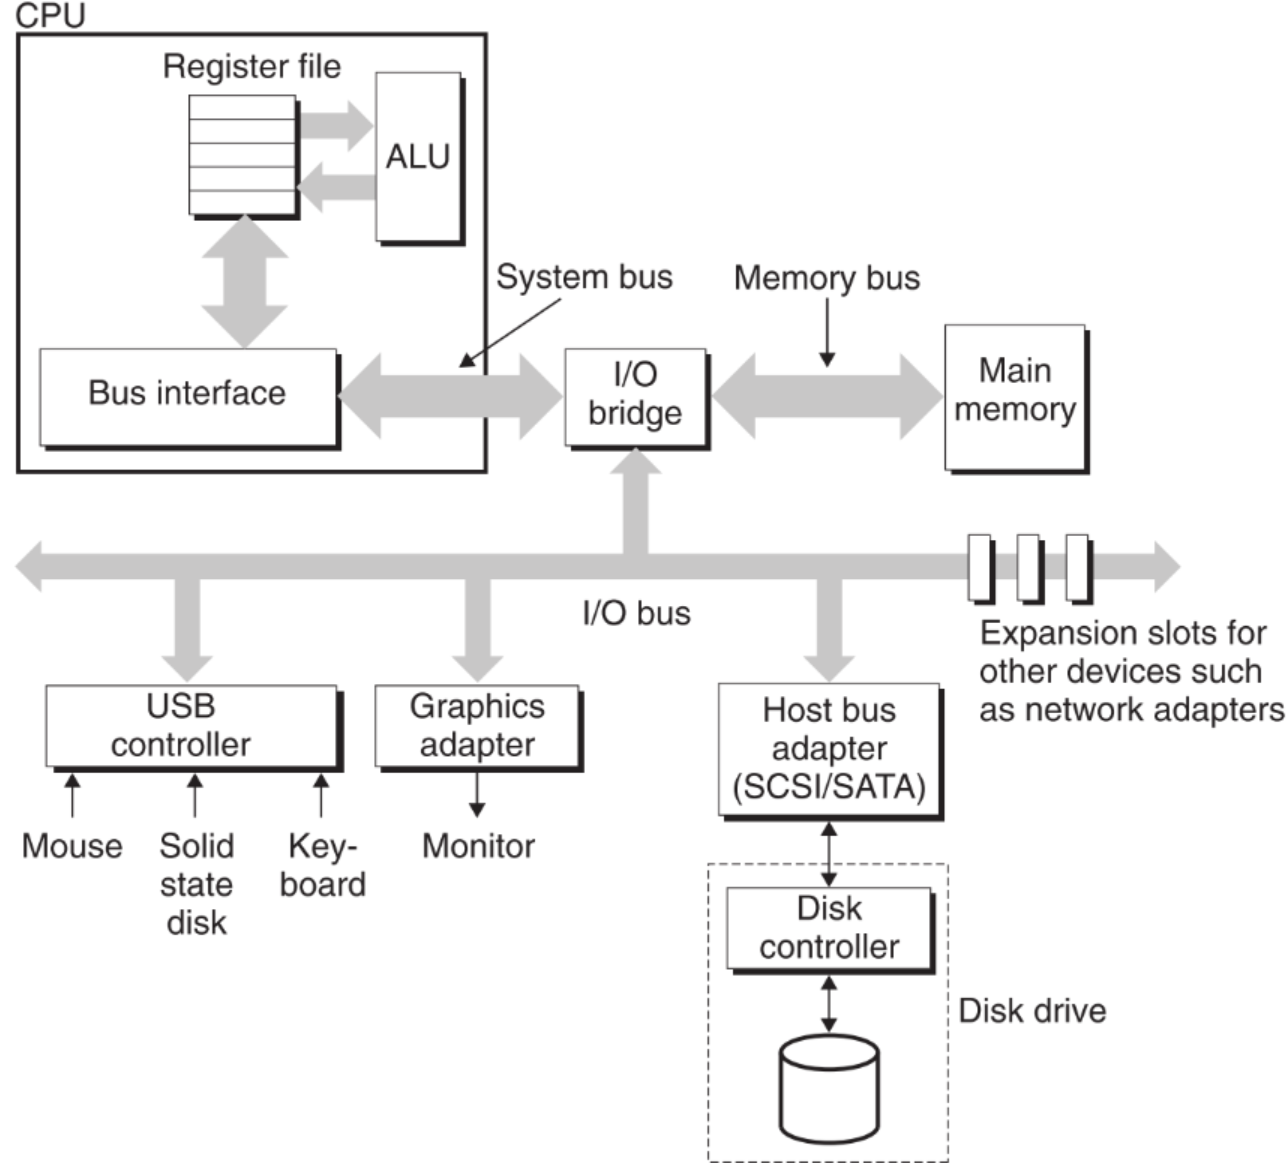 CPU
Register file
ALU
System bus
Memory bus
Bus interface
I/O
bridge
Main
memory
I/O bus
Expansion slots for
other devices such
as network adapters
USB
controller
Graphics
adapter
Host bus
adapter
(SCSI/SATA)
Mouse
Solid
state
disk
Key-
board
Monitor
Disk
controller
Disk drive